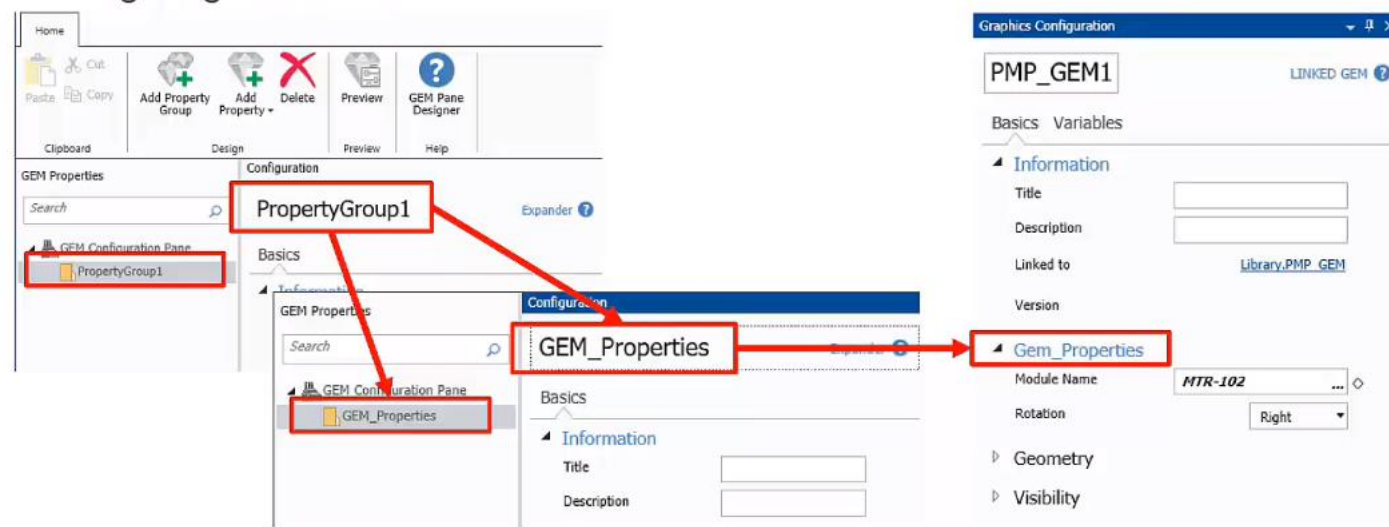 Home
Paste
Cut
Copy
Add Property Group
Add Property
Delete
Preview
GEM Pane Designer
Clipboard
Design
Preview
Help
GEM Properties
Search
GEM Configuration Pane
PropertyGroup1
Configuration
PropertyGroup1
Expander
Basics
Information
GEM Properties
Search
GEM Configuration Pane
GEM_Properties
Configuration
GEM_Properties
Expander
Basics
Information
Title
Description
Graphics Configuration
PMP_GEM1
LINKED GEM
Basics Variables
Information
Title
Description
Linked to Library.PMP_GEM
Version
Gem_Properties
Module Name MTR-102 ...
Rotation Right
Geometry
Visibility